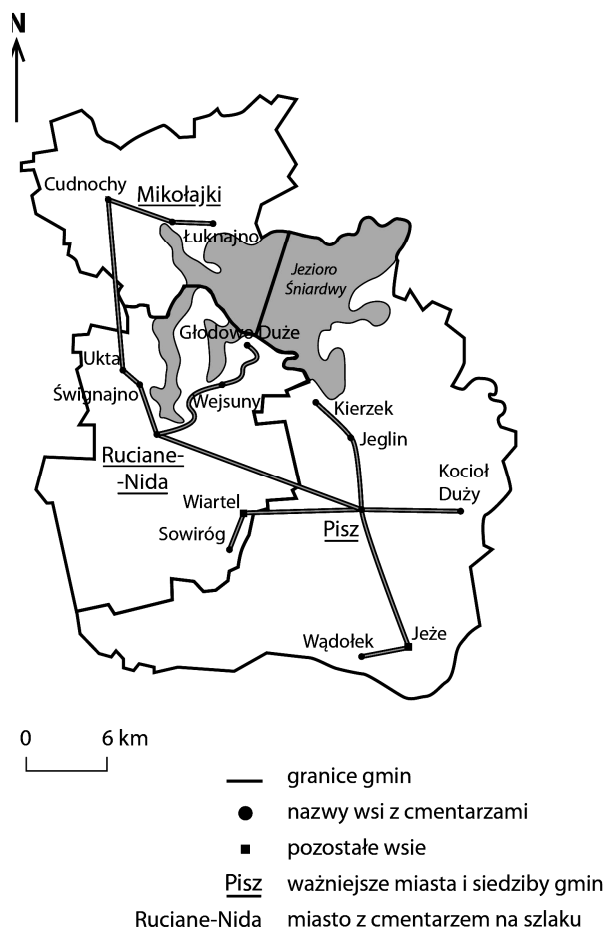 N
Cudnochy
Mikołajki
Łuknajno
Jezioro
Śniardwy
Głodowo Duże
Ukta
Śwignajno
Wejsuny
Kierzek
Jeglin
Ruciane-
-Nida
Kocioł
Duży
Wiartel
Pisz
Sowiróg
Jeże
Wądołek
0 6 km
granice gmin
nazwy wsi z cmentarzami
pozostałe wsie
Pisz ważniejsze miasta i siedziby gmin
Ruciane-Nida miasto z cmentarzem na szlaku